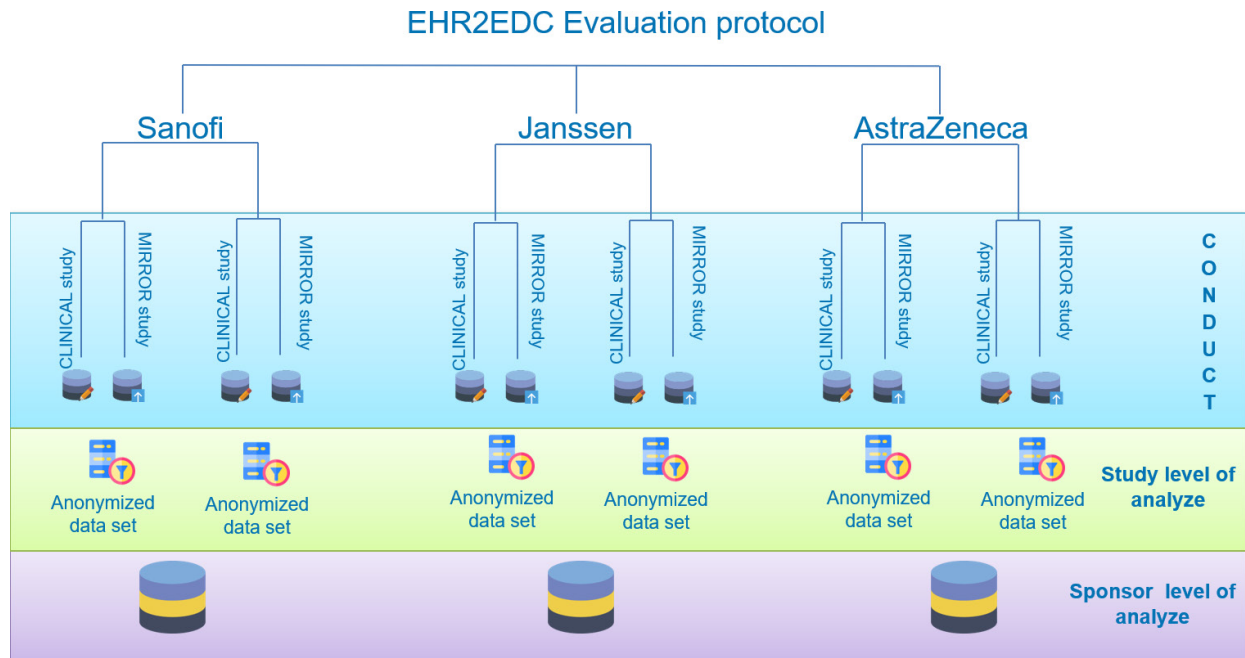 EHR2EDC Evaluation protocol
Sanofi
Janssen
AstraZeneca
CLINICAL study
MIRROR study
CLINICAL study
MIRROR study
CLINICAL study
MIRROR study
CLINICAL study
MIRROR study
CLINICAL study
MIRROR study
CLINICAL study
MIRROR study
CONDUCT
Anonymized
data set
Anonymized
data set
Anonymized
data set
Anonymized
data set
Anonymized
data set
Anonymized
data set
Study level of
analyze
Sponsor level of
analyze